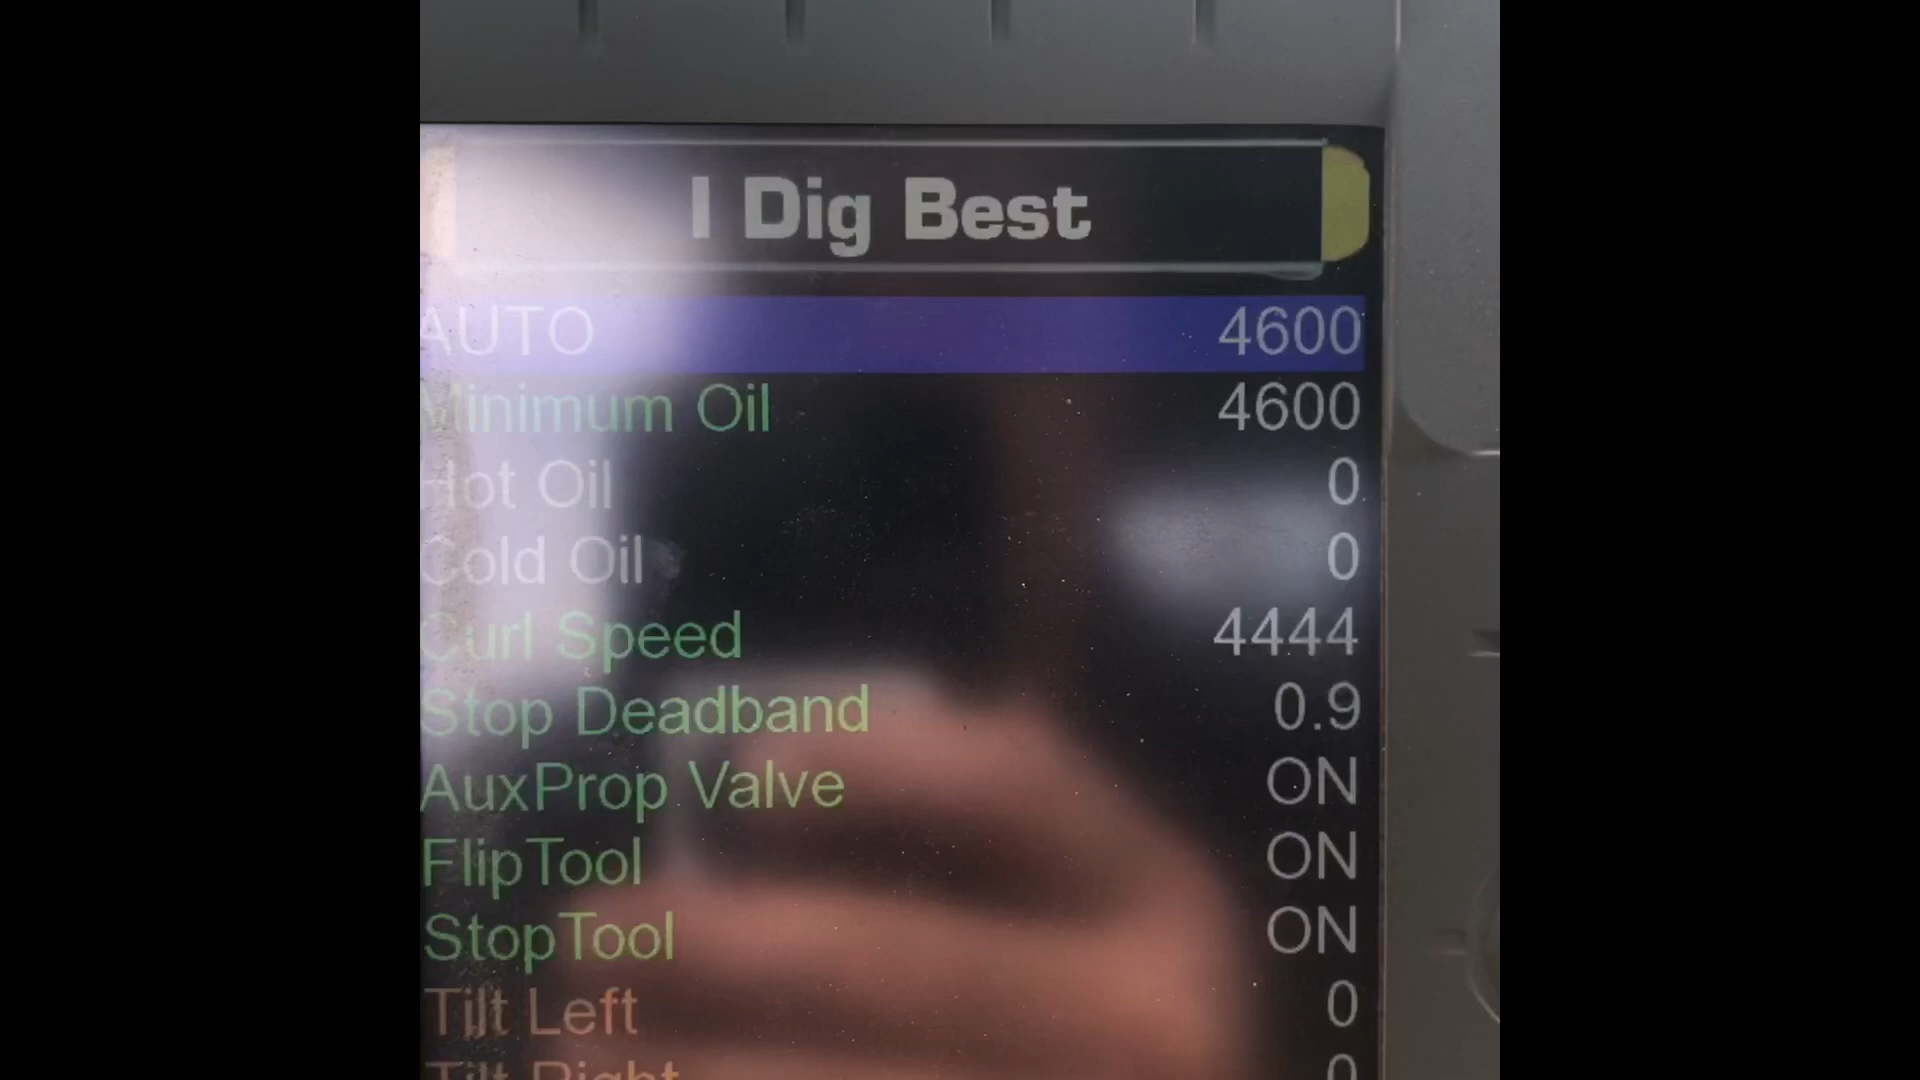 I Dig Best
AUTO 4600
Minimum Oil 4600
Hot Oil 0
Cold Oil 0
Curl Speed 4444
Stop Deadband 0.9
AuxProp Valve ON
FlipTool ON
StopTool ON
Tilt Left 0
Tilt Right 0